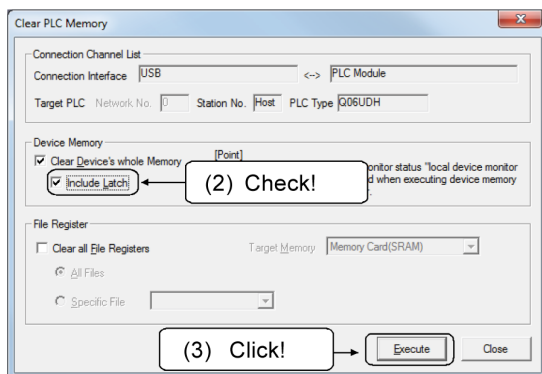 Clear PLC Memory
Connection Channel List
Connection Interface USB <--> PLC Module
Target PLC Network No. 0 Station No. Host PLC Type Q06UDH
Device Memory
[Point]
Clear Device's whole Memory onitor status "local device monitor
Include Latch (2) Check! d when executing device memory
File Register
Clear all File Registers Target Memory Memory Card(SRAM)
All Files
Specific File
(3) Click! Execute Close